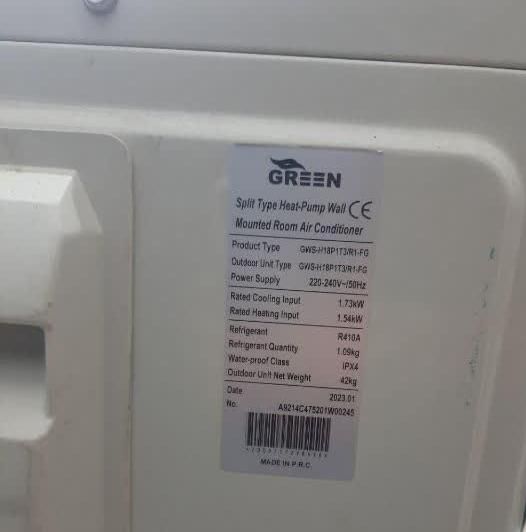 GREEN
Split Type Heat-Pump Wall CE
Mounted Room Air Conditioner
Product Type GWS-H18P1T3/R1-FG
Outdoor Unit Type GWS-H18P1T3/R1-FG
Power Supply 220-240V~/50Hz
Rated Cooling Input 1.73kW
Rated Heating Input 1.54kW
Refrigerant R410A
Refrigerant Quantity 1.09kg
Water-proof Class IPX4
Outdoor Unit Net Weight 42kg
Date 2023.01
No. A9214C475201W00245
MADE IN P.R.C.